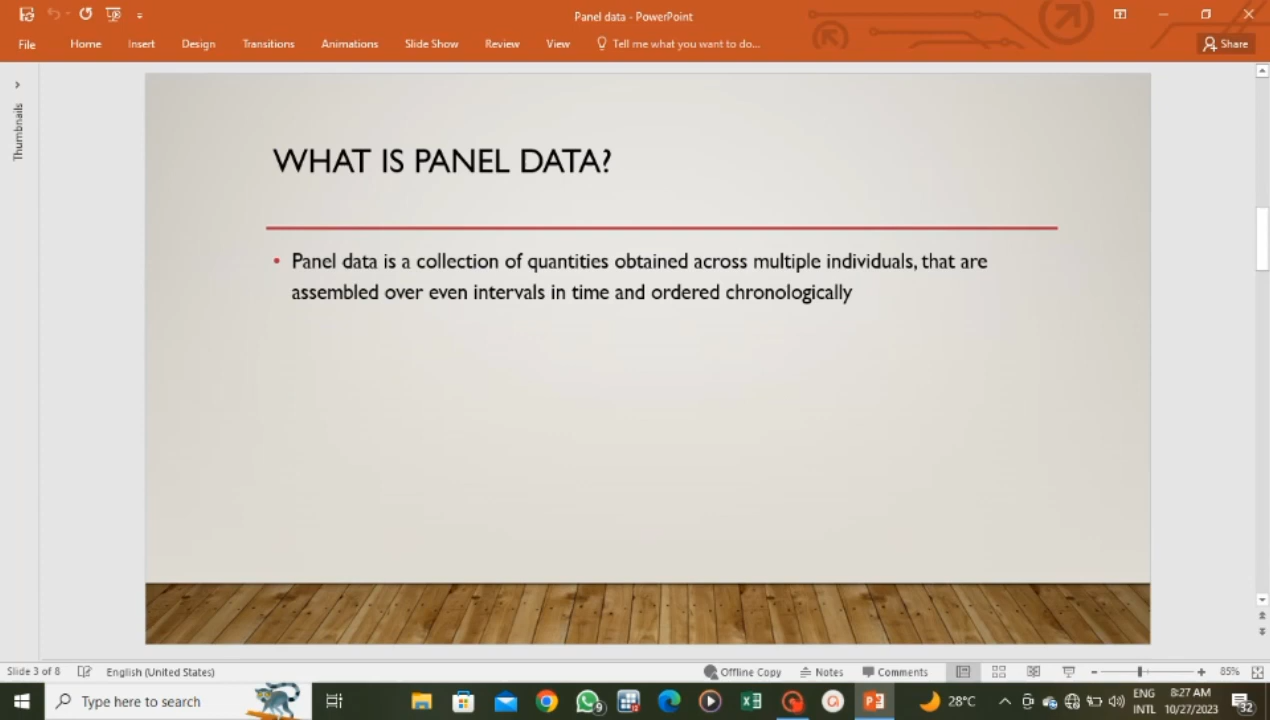 Panel data - PowerPoint
File Home Insert Design Transitions Animations Slide Show Review View Tell me what you want to do... Share
Thumbnails
WHAT IS PANEL DATA?
• Panel data is a collection of quantities obtained across multiple individuals, that are
assembled over even intervals in time and ordered chronologically
Slide 3 of 8 English (United States) Offline Copy Notes Comments 85%
Type here to search 9 28°C ENG 8:27 AM
INTL 10/27/2023 32